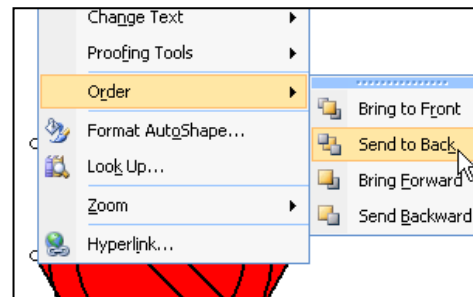 Change Text
Proofing Tools
Order
Format AutoShape...
Look Up...
Zoom
Hyperlink...
Bring to Front
Send to Back
Bring Forward
Send Backward